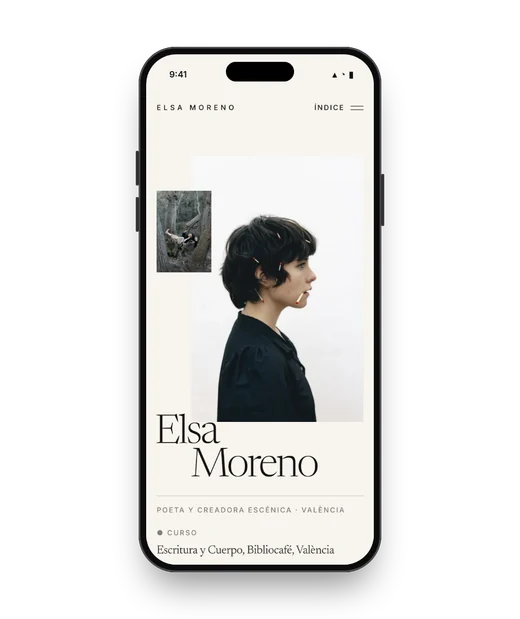 9:41
ELSA MORENO
ÍNDICE
Elsa
Moreno
POETA Y CREADORA ESCÉNICA · VALÈNCIA
CURSO
Escritura y Cuerpo, Bibliocafé, València